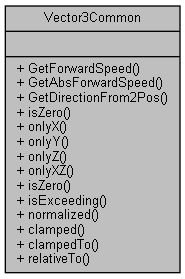 Vector3Common
+ GetForwardSpeed()
+ GetAbsForwardSpeed()
+ GetDirectionFrom2Pos()
+ isZero()
+ onlyX()
+ onlyY()
+ onlyZ()
+ onlyXZ()
+ isZero()
+ isExceeding()
+ normalized()
+ clamped()
+ clampedTo()
+ relativeTo()